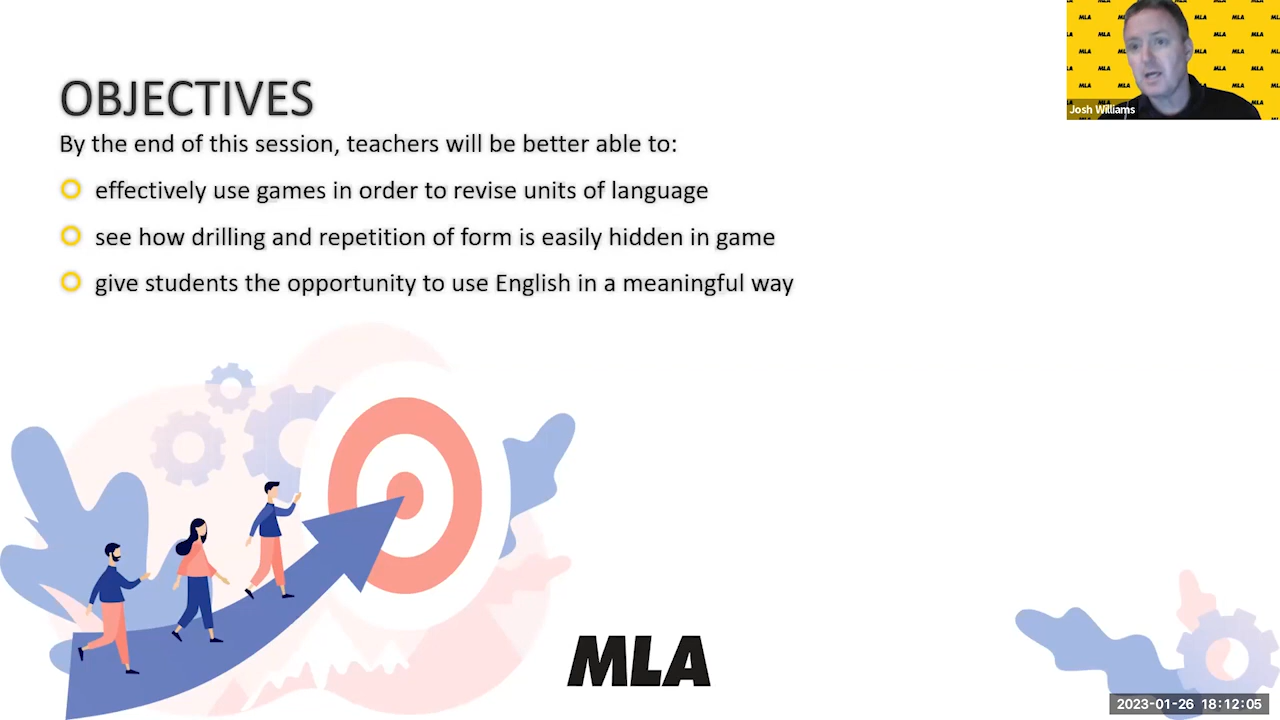 OBJECTIVES
By the end of this session, teachers will be better able to:
effectively use games in order to revise units of language
see how drilling and repetition of form is easily hidden in game
give students the opportunity to use English in a meaningful way
MLA
Josh Williams
2023-01-26 18:12:05